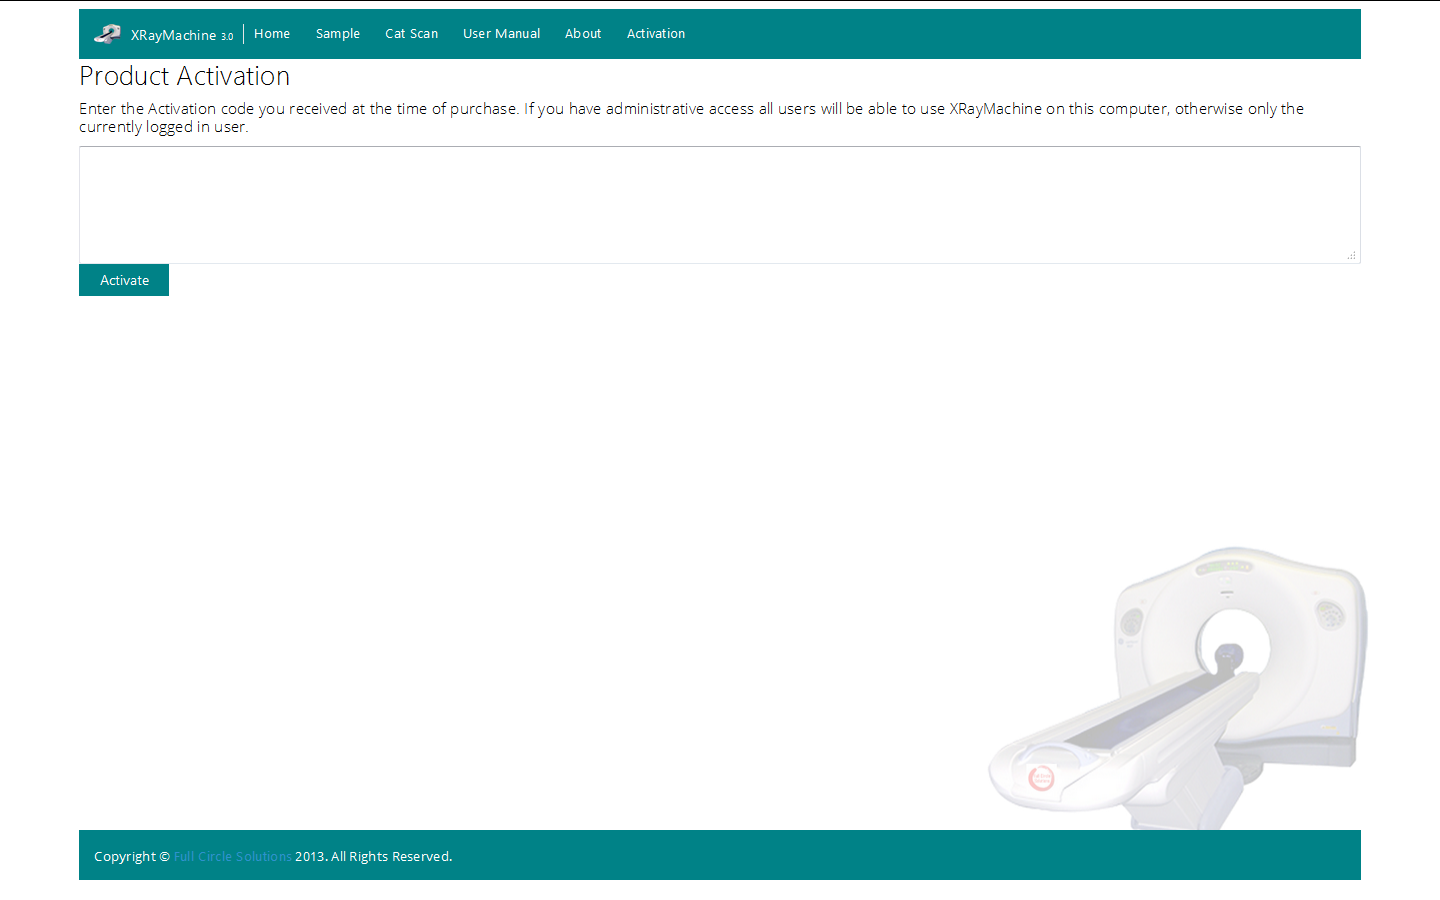 XRayMachine 3.0 Home Sample Cat Scan User Manual About Activation
Product Activation
Enter the Activation code you received at the time of purchase. If you have administrative access all users will be able to use XRayMachine on this computer, otherwise only the
currently logged in user.
Activate
Copyright © Full Circle Solutions 2013. All Rights Reserved.